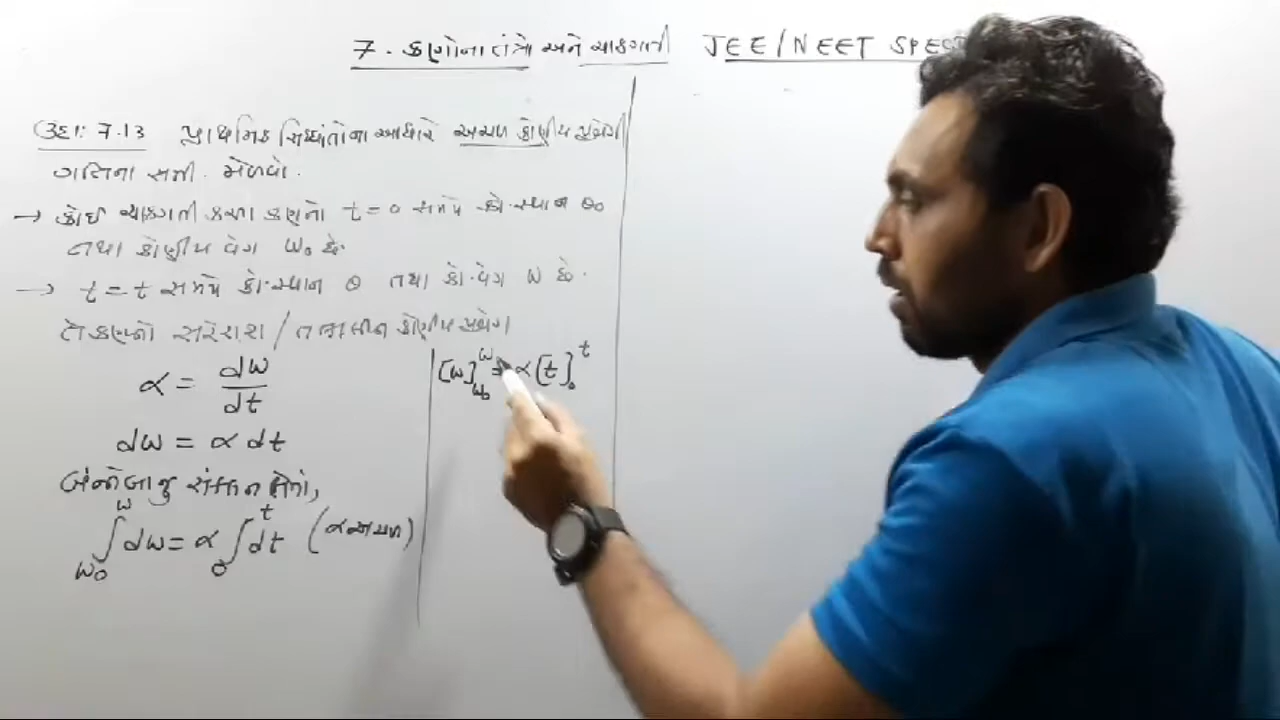 7. કણોના તંત્રો અને ચાકગતી JEE/NEET SPEC
ઉદા: 7.13 પ્રાથમિક સિધ્ધાંતોના આધારે અચળ કોણીય પ્રવેગી
ગતિના સમી. મેળવો.
→ કોઈ ચાકગતી કરતા કણનો t = 0 સમયે કો.સ્થાન θ₀
તથા કોણીય વેગ ω₀ છે.
→ t = t સમયે કો.સ્થાન θ તથા કો.વેગ ω છે.
તે કણનો સરેરાશ / તત્કાલીન કોણીય પ્રવેગ
α = dω/dt
dω = α dt
બંને બાજુ સંકલન લેતાં,
∫_{ω₀}^{ω} dω = α ∫_{0}^{t} dt (α અચળ)
[ω]_{ω₀}^{ω} = α [t]_{0}^{t}